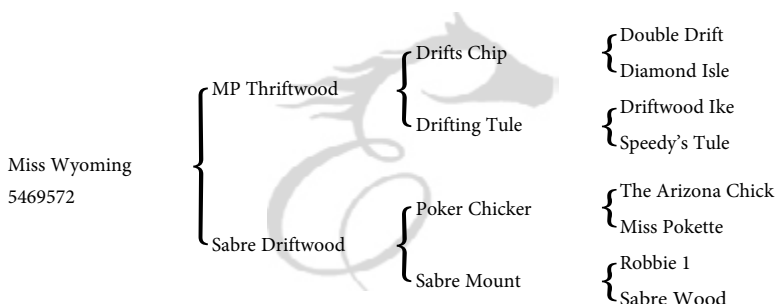 Double Drift
Drifts Chip
Diamond Isle
MP Thriftwood
Driftwood Ike
Drifting Tule
Speedy's Tule
Miss Wyoming
5469572
The Arizona Chick
Poker Chicker
Miss Pokette
Sabre Driftwood
Robbie 1
Sabre Mount
Sabre Wood